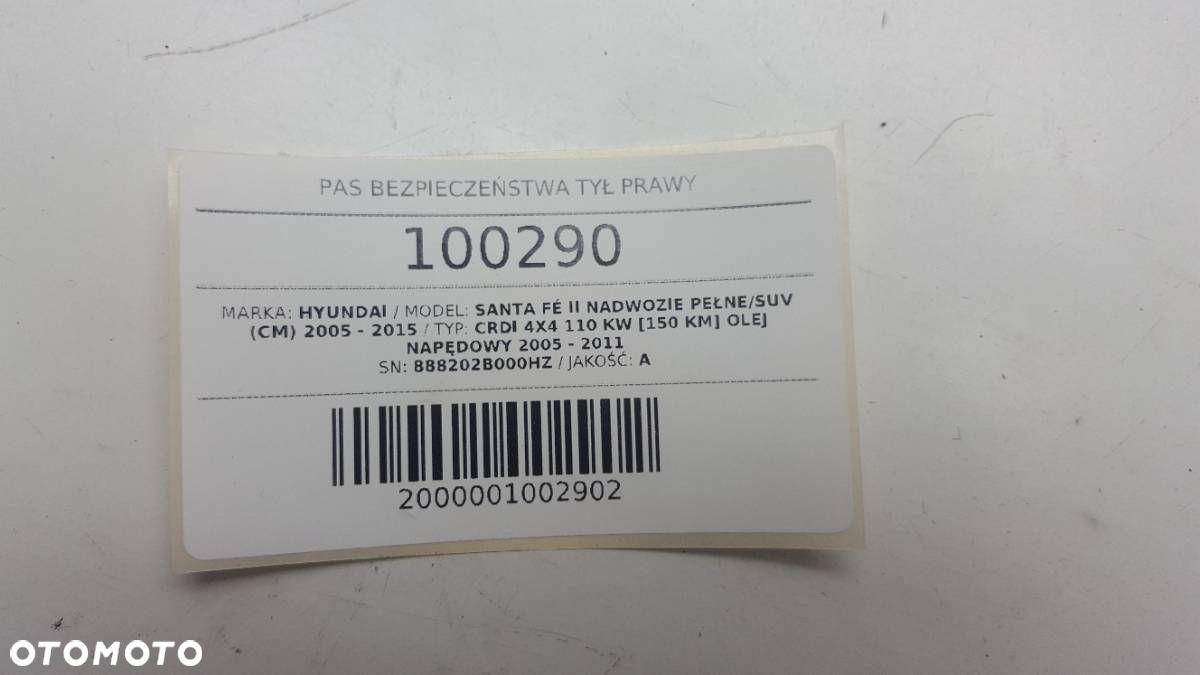 PAS BEZPIECZEŃSTWA TYŁ PRAWY
100290
MARKA: HYUNDAI / MODEL: SANTA FÉ II NADWOZIE PEŁNE/SUV
(CM) 2005 - 2015 / TYP: CRDI 4X4 110 KW [150 KM] OLEJ
NAPĘDOWY 2005 - 2011
SN: 888202B000HZ / JAKOŚĆ: A
2000001002902
OTOMOTO